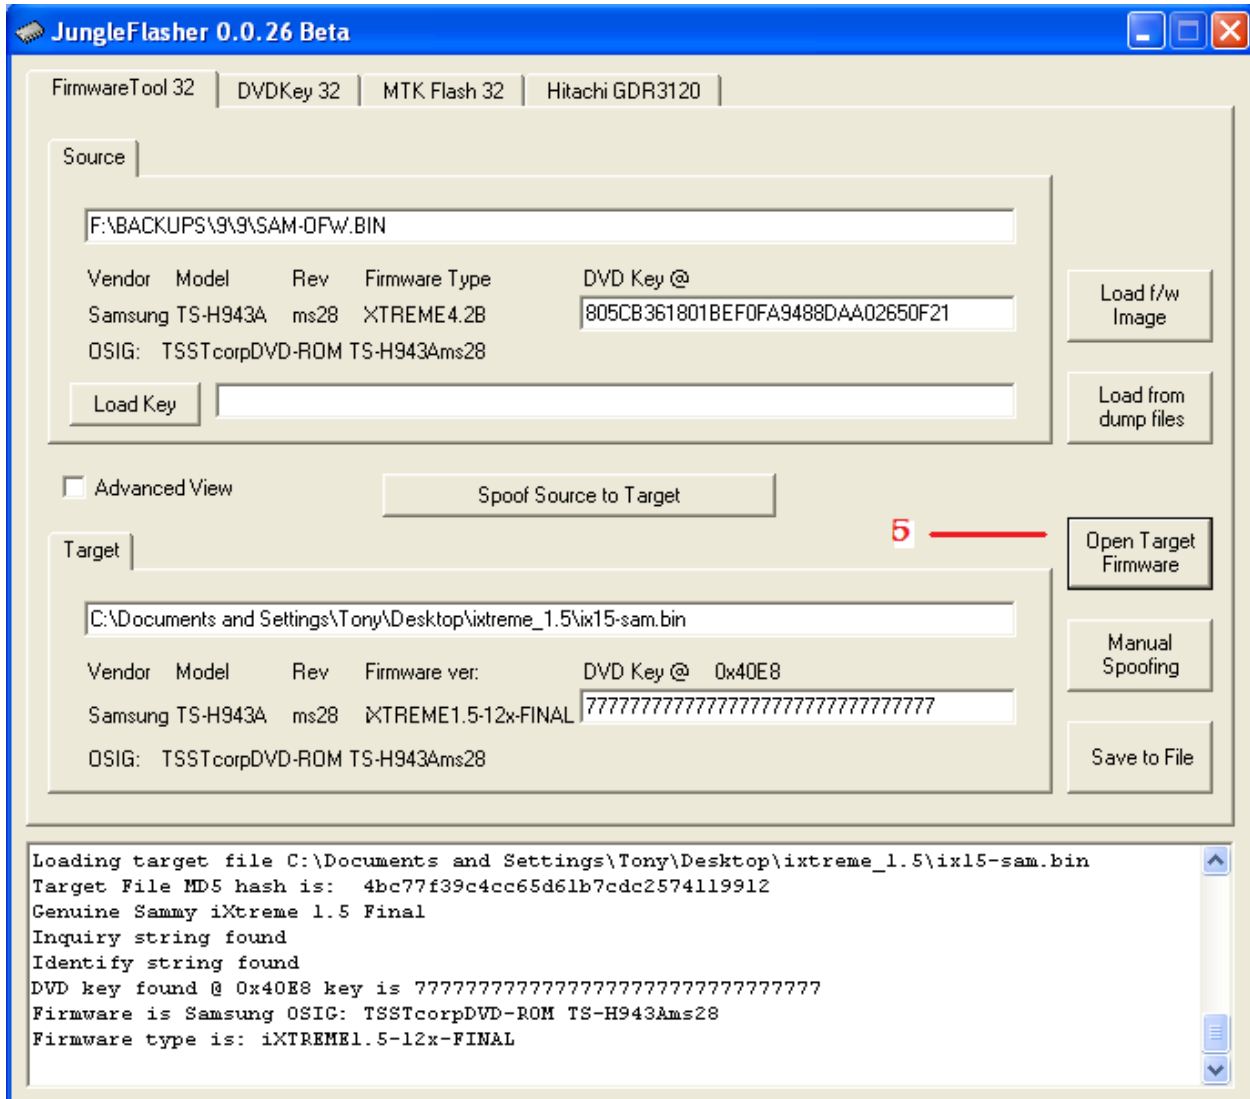 JungleFlasher 0.0.26 Beta
FirmwareTool 32 DVDKey 32 MTK Flash 32 Hitachi GDR3120
Source
F:\BACKUPS\9\9\SAM-OFW.BIN
Vendor Model Rev Firmware Type DVD Key @
Samsung TS-H943A ms28 XTREME4.2B 805CB361801BEF0FA9488DAA02650F21
OSIG: TSSTcorpDVD-ROM TS-H943Ams28
Load Key
Load f/w Image
Load from dump files
Advanced View
Spoof Source to Target
5
Open Target Firmware
Target
C:\Documents and Settings\Tony\Desktop\ixtreme_1.5\ix15-sam.bin
Vendor Model Rev Firmware ver: DVD Key @ 0x40E8
Samsung TS-H943A ms28 iXTREME1.5-12x-FINAL 77777777777777777777777777777777
OSIG: TSSTcorpDVD-ROM TS-H943Ams28
Manual Spoofing
Save to File
Loading target file C:\Documents and Settings\Tony\Desktop\ixtreme_1.5\ix15-sam.bin
Target File MD5 hash is: 4bc77f39c4cc65d61b7cdc2574119912
Genuine Sammy iXtreme 1.5 Final
Inquiry string found
Identify string found
DVD key found @ 0x40E8 key is 77777777777777777777777777777777
Firmware is Samsung OSIG: TSSTcorpDVD-ROM TS-H943Ams28
Firmware type is: iXTREME1.5-12x-FINAL